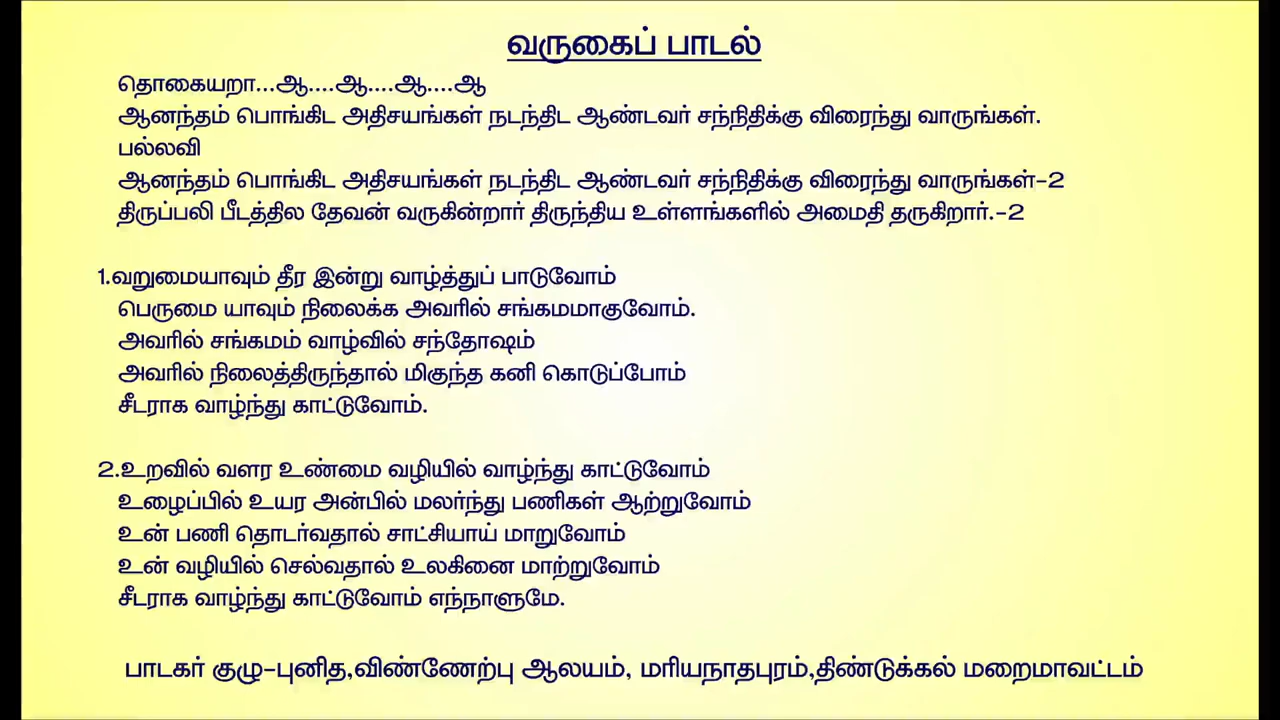 வருகைப் பாடல்
தொகையறா...ஆ....ஆ....ஆ....ஆ
ஆனந்தம் பொங்கிட அதிசயங்கள் நடந்திட ஆண்டவர் சந்நிதிக்கு விரைந்து வாருங்கள்.
பல்லவி
ஆனந்தம் பொங்கிட அதிசயங்கள் நடந்திட ஆண்டவர் சந்நிதிக்கு விரைந்து வாருங்கள்-2
திருப்பலி பீடத்தில தேவன் வருகின்றார் திருந்திய உள்ளங்களில் அமைதி தருகிறார்.-2
1.வறுமையாவும் தீர இன்று வாழ்த்துப் பாடுவோம்
பெருமை யாவும் நிலைக்க அவரில் சங்கமமாகுவோம்.
அவரில் சங்கமம் வாழ்வில் சந்தோஷம்
அவரில் நிலைத்திருந்தால் மிகுந்த கனி கொடுப்போம்
சீடராக வாழ்ந்து காட்டுவோம்.
2.உறவில் வளர உண்மை வழியில் வாழ்ந்து காட்டுவோம்
உழைப்பில் உயர அன்பில் மலர்ந்து பணிகள் ஆற்றுவோம்
உன் பணி தொடர்வதால் சாட்சியாய் மாறுவோம்
உன் வழியில் செல்வதால் உலகினை மாற்றுவோம்
சீடராக வாழ்ந்து காட்டுவோம் எந்நாளுமே.
பாடகர் குழு-புனித,விண்ணேற்பு ஆலயம், மரியநாதபுரம்,திண்டுக்கல் மறைமாவட்டம்